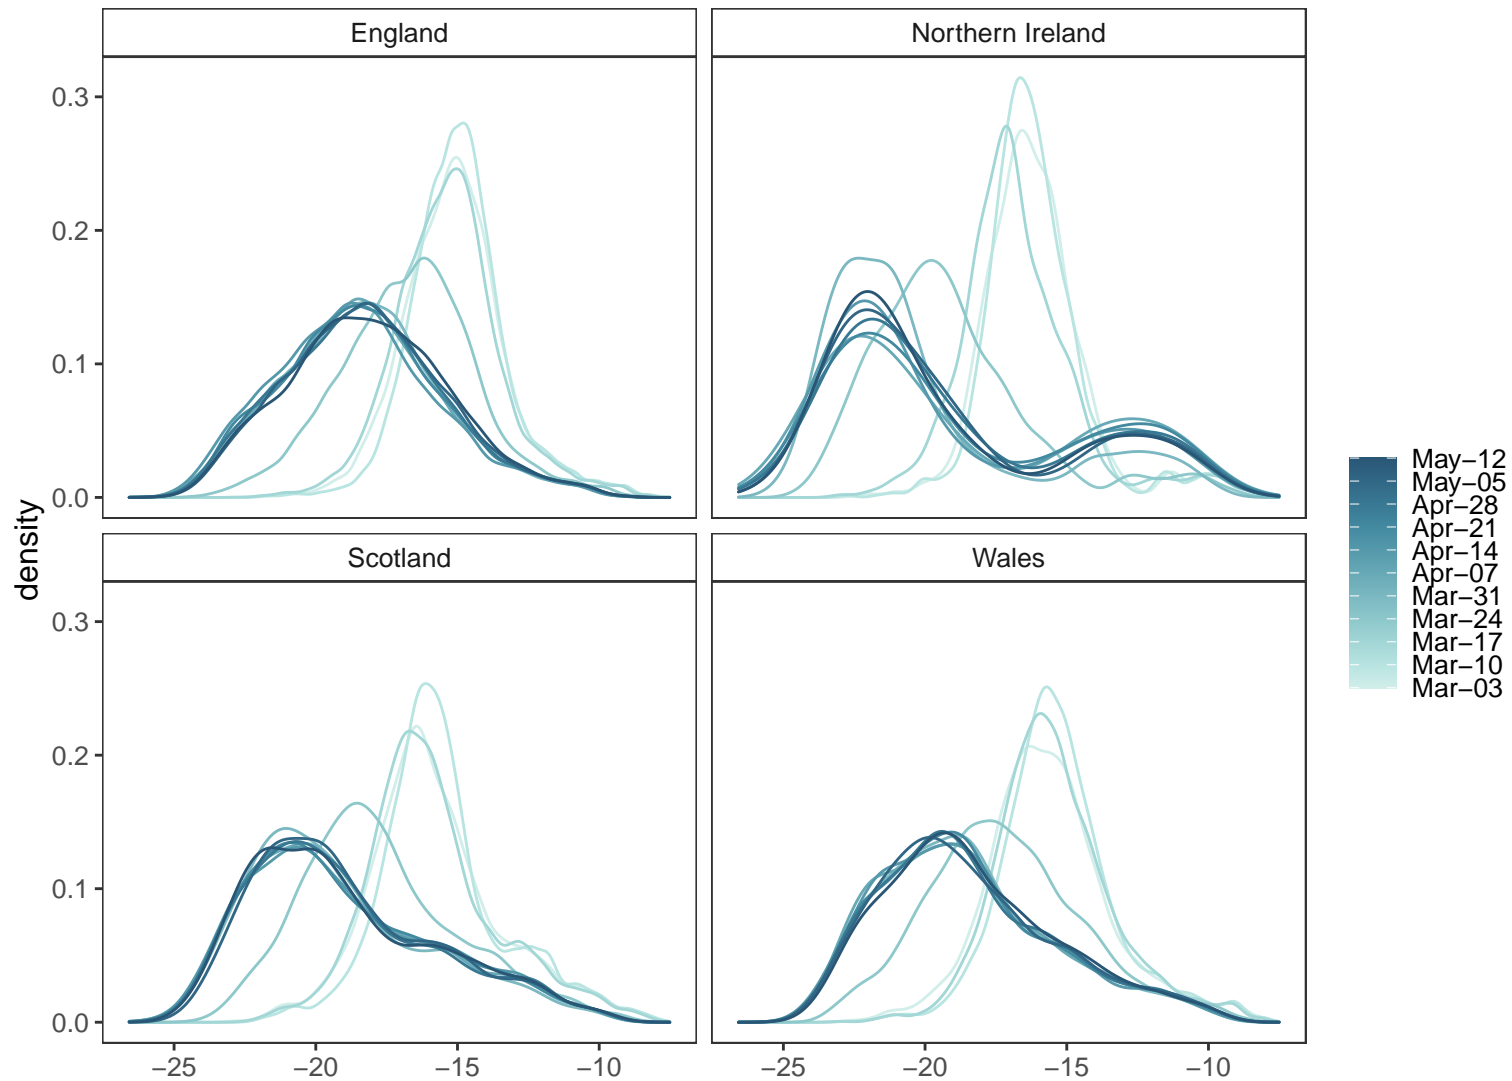 England
Northern Ireland
0.3
0.2
0.1
0.0
density
Scotland
Wales
0.3
0.2
0.1
0.0
−25
−20
−15
−10
−25
−20
−15
−10
May−12
May−05
Apr−28
Apr−21
Apr−14
Apr−07
Mar−31
Mar−24
Mar−17
Mar−10
Mar−03